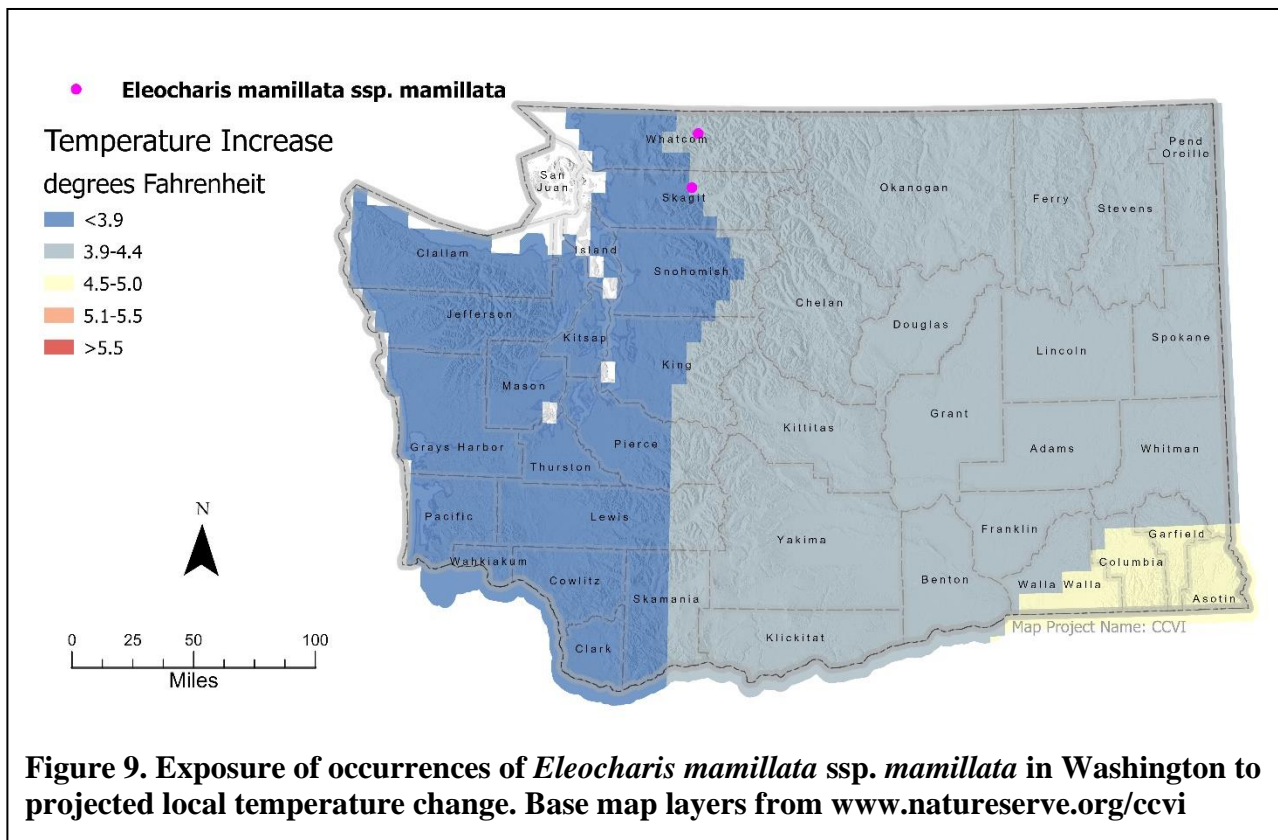 Eleocharis mamillata ssp. mamillata
Temperature Increase
degrees Fahrenheit
<3.9
3.9-4.4
4.5-5.0
5.1-5.5
>5.5
Whatcom
Pend
Oreille
San
Juan
Okanogan
Skagit
Ferry
Stevens
Island
Clallam
Snohomish
Chelan
Jefferson
Douglas
Kitsap
Lincoln
Spokane
King
Mason
Grant
Kittitas
Grays Harbor
Pierce
Adams
Whitman
Thurston
Pacific
Lewis
Franklin
Garfield
Yakima
Columbia
Wahkiakum
Benton
Walla Walla
Cowlitz
Skamania
Asotin
Klickitat
Clark
N
0 25 50 100
Miles
Map Project Name: CCVI
Figure 9. Exposure of occurrences of Eleocharis mamillata ssp. mamillata in Washington to
projected local temperature change. Base map layers from www.natureserve.org/ccvi